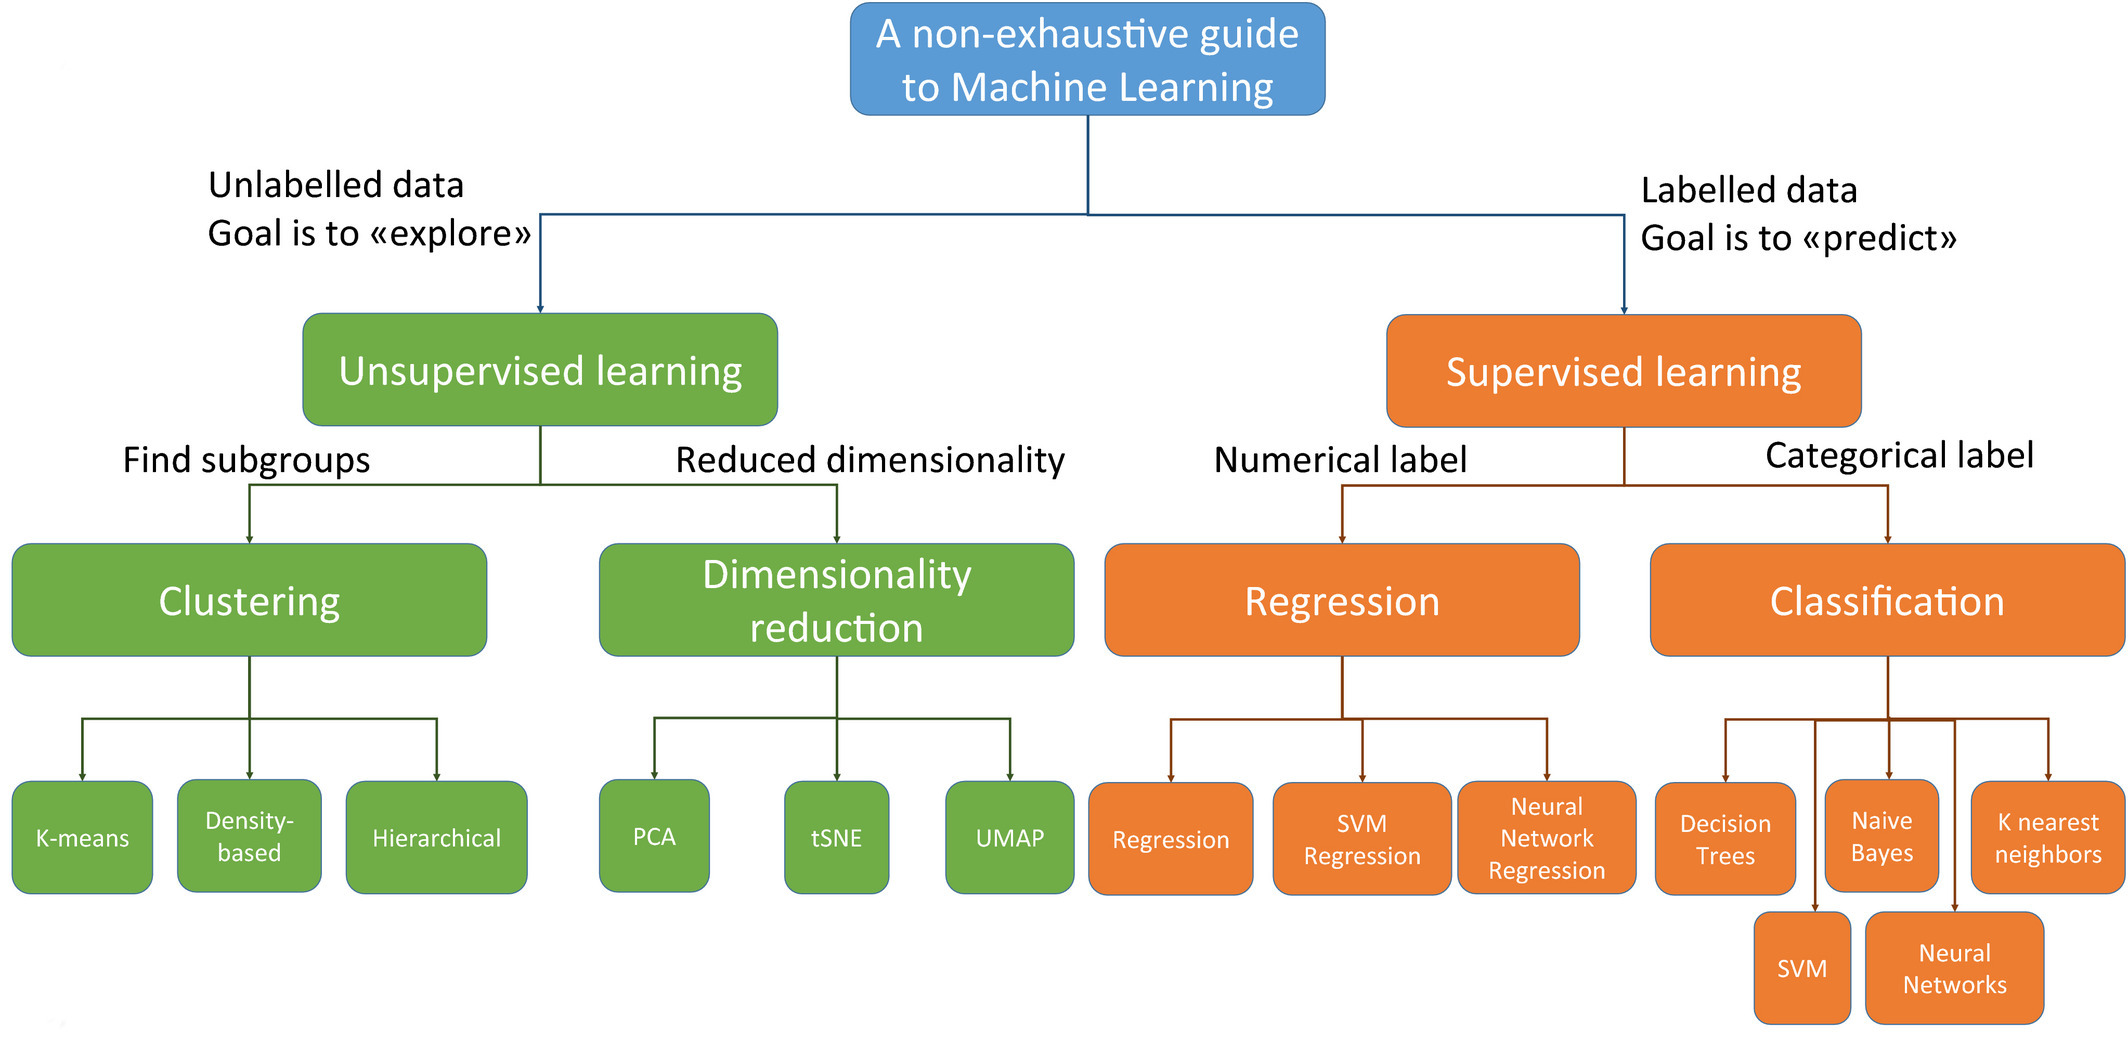 A non-exhaustive guide
to Machine Learning
Unlabelled data
Goal is to «explore»
Labelled data
Goal is to «predict»
Unsupervised learning
Supervised learning
Find subgroups
Reduced dimensionality
Numerical label
Categorical label
Clustering
Dimensionality
reduction
Regression
Classification
K-means
Density-
based
Hierarchical
PCA
tSNE
UMAP
Regression
SVM
Regression
Neural
Network
Regression
Decision
Trees
Naive
Bayes
K nearest
neighbors
SVM
Neural
Networks